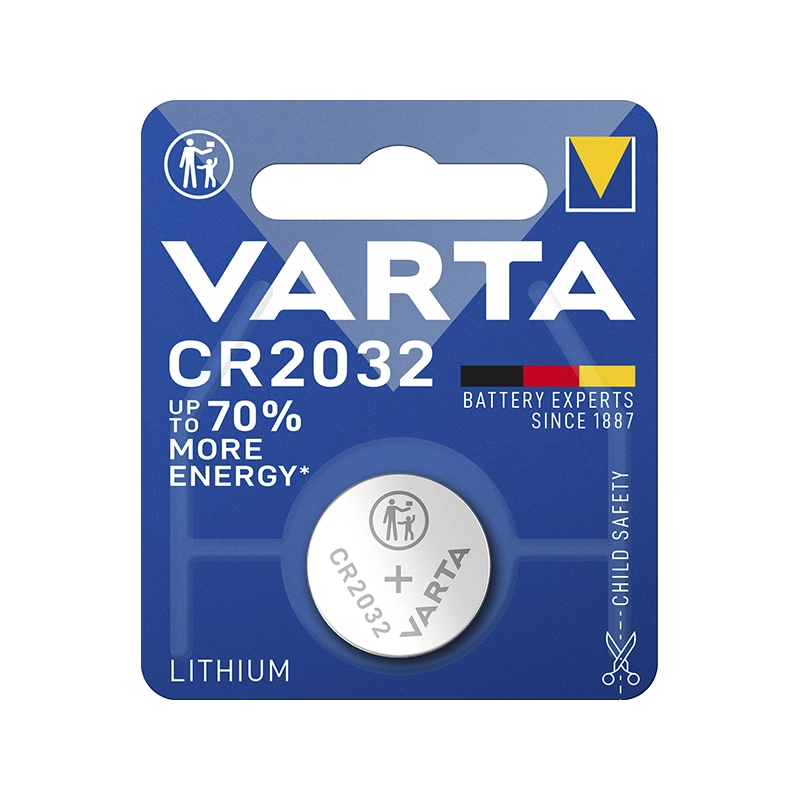 VARTA
CR2032
UP TO 70%
MORE
ENERGY*
BATTERY EXPERTS
SINCE 1887
CHILD SAFETY
CR2032
+
VARTA
LITHIUM